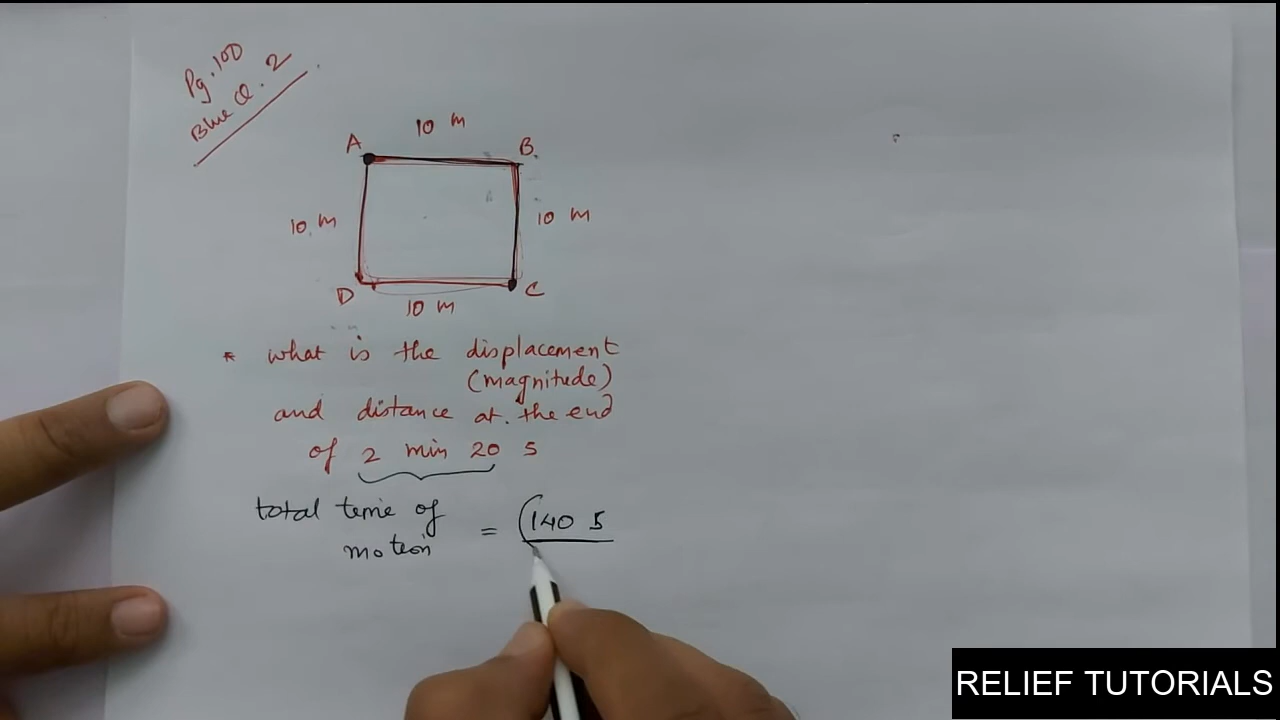 Pg. 100
Blue Q. 2
10 m
A
B
10 m
10 m
D
C
10 m
* what is the displacement
(magnitude)
and distance at. the end
of 2 min 20 s
total time of
motion = (140 s
RELIEF TUTORIALS